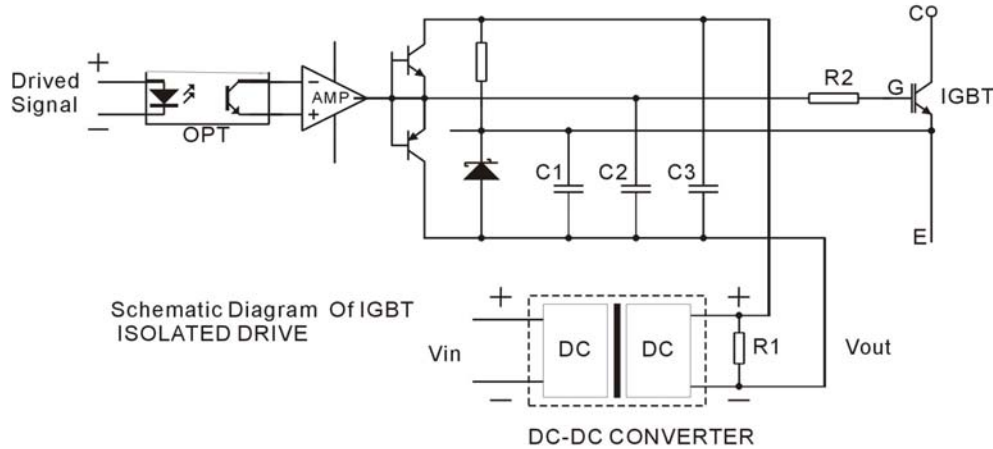 C
Drived
Signal
+
−
OPT
−
+
AMP
R2
G
IGBT
C1
C2
C3
E
Schematic Diagram Of IGBT
ISOLATED DRIVE
+
Vin
−
DC
DC
+
R1
−
Vout
DC-DC CONVERTER